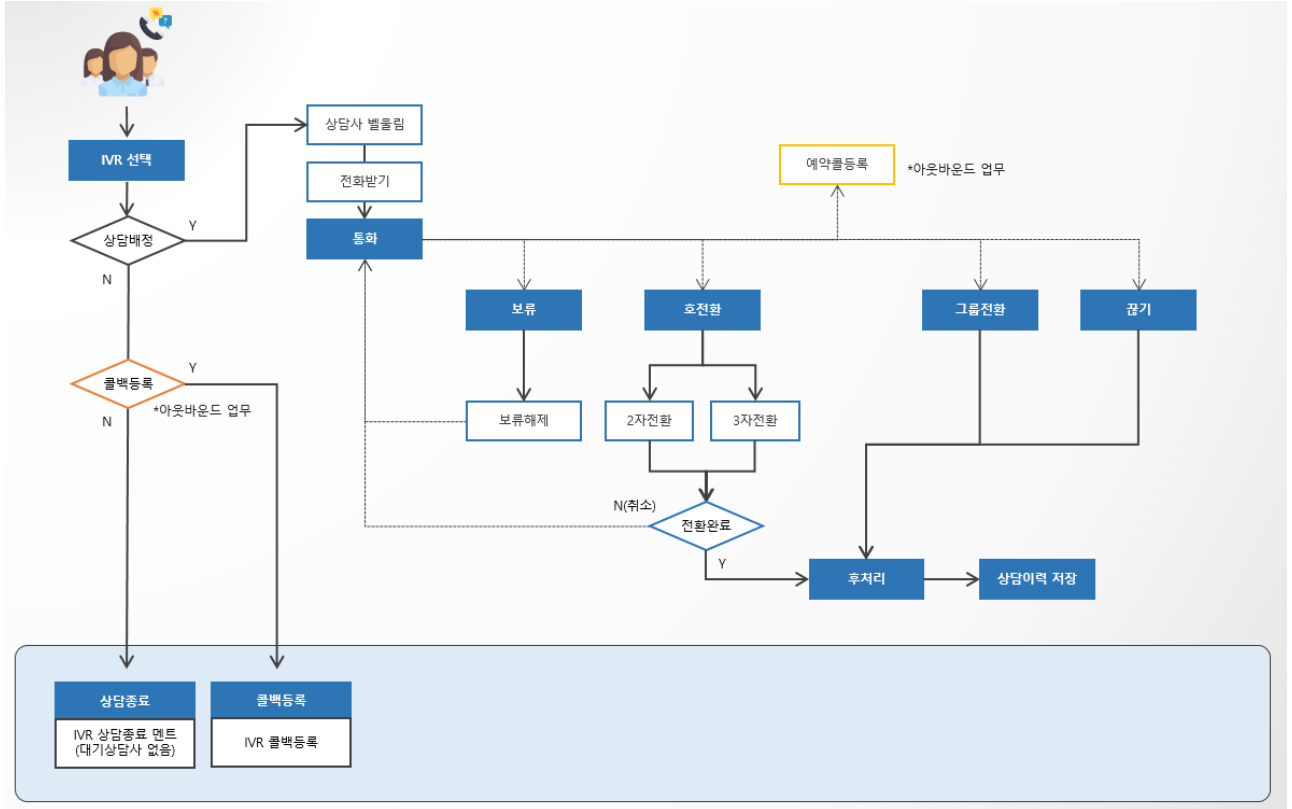 IVR 선택
상담배정
Y
N
상담사 벨울림
전화받기
통화
예약콜등록
*아웃바운드 업무
보류
호전환
그룹전환
끊기
콜백등록
Y
*아웃바운드 업무
N
보류해제
2자전환
3자전환
N(취소)
전환완료
Y
후처리
상담이력 저장
상담종료
IVR 상담종료 멘트
(대기상담사 없음)
콜백등록
IVR 콜백등록